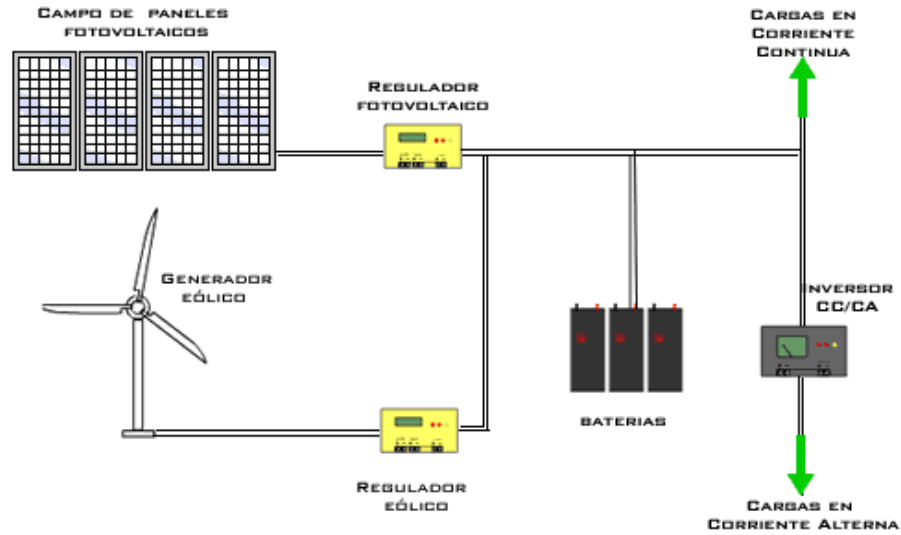 Campo de paneles
fotovoltaicos
Cargas en
Corriente
Continua
Regulador
fotovoltaico
Generador
eólico
Inversor
CC/CA
baterias
Regulador
eólico
Cargas en
Corriente Alterna